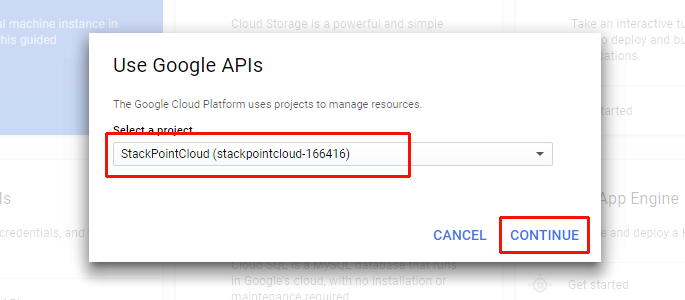 al machine instance in
this guided
Cloud Storage is a powerful and simple
Take an interactive tu
to deploy and bu
cations.
Use Google APIs
The Google Cloud Platform uses projects to manage resources.
Select a project
StackPointCloud (stackpointcloud-166416)
started
Is
App Engine
credentials, and
e and deploy a
CANCEL
CONTINUE
Cloud SQL is a MySQL database that runs
in Google's cloud, with no installation or
maintenance required
Get started